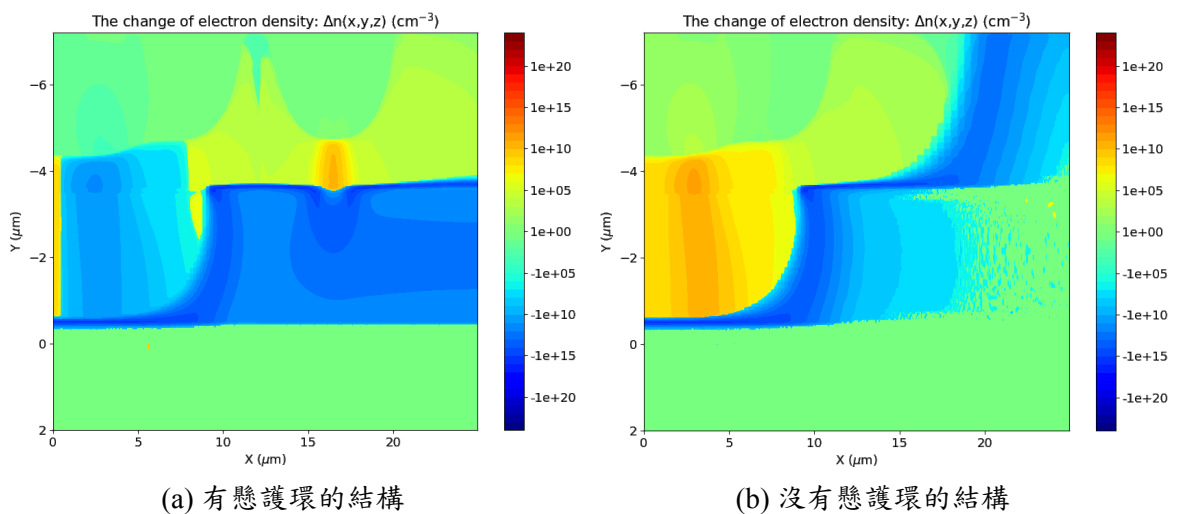 The change of electron density: Δn(x,y,z) (cm⁻³)
1e+20
1e+15
1e+10
1e+05
1e+00
-1e+05
-1e+10
-1e+15
-1e+20
−6
−4
−2
0
2
Y (μm)
0
5
10
15
20
X (μm)
(a) 有懸護環的結構
The change of electron density: Δn(x,y,z) (cm⁻³)
1e+20
1e+15
1e+10
1e+05
1e+00
-1e+05
-1e+10
-1e+15
-1e+20
−6
−4
−2
0
2
Y (μm)
0
5
10
15
20
X (μm)
(b) 沒有懸護環的結構